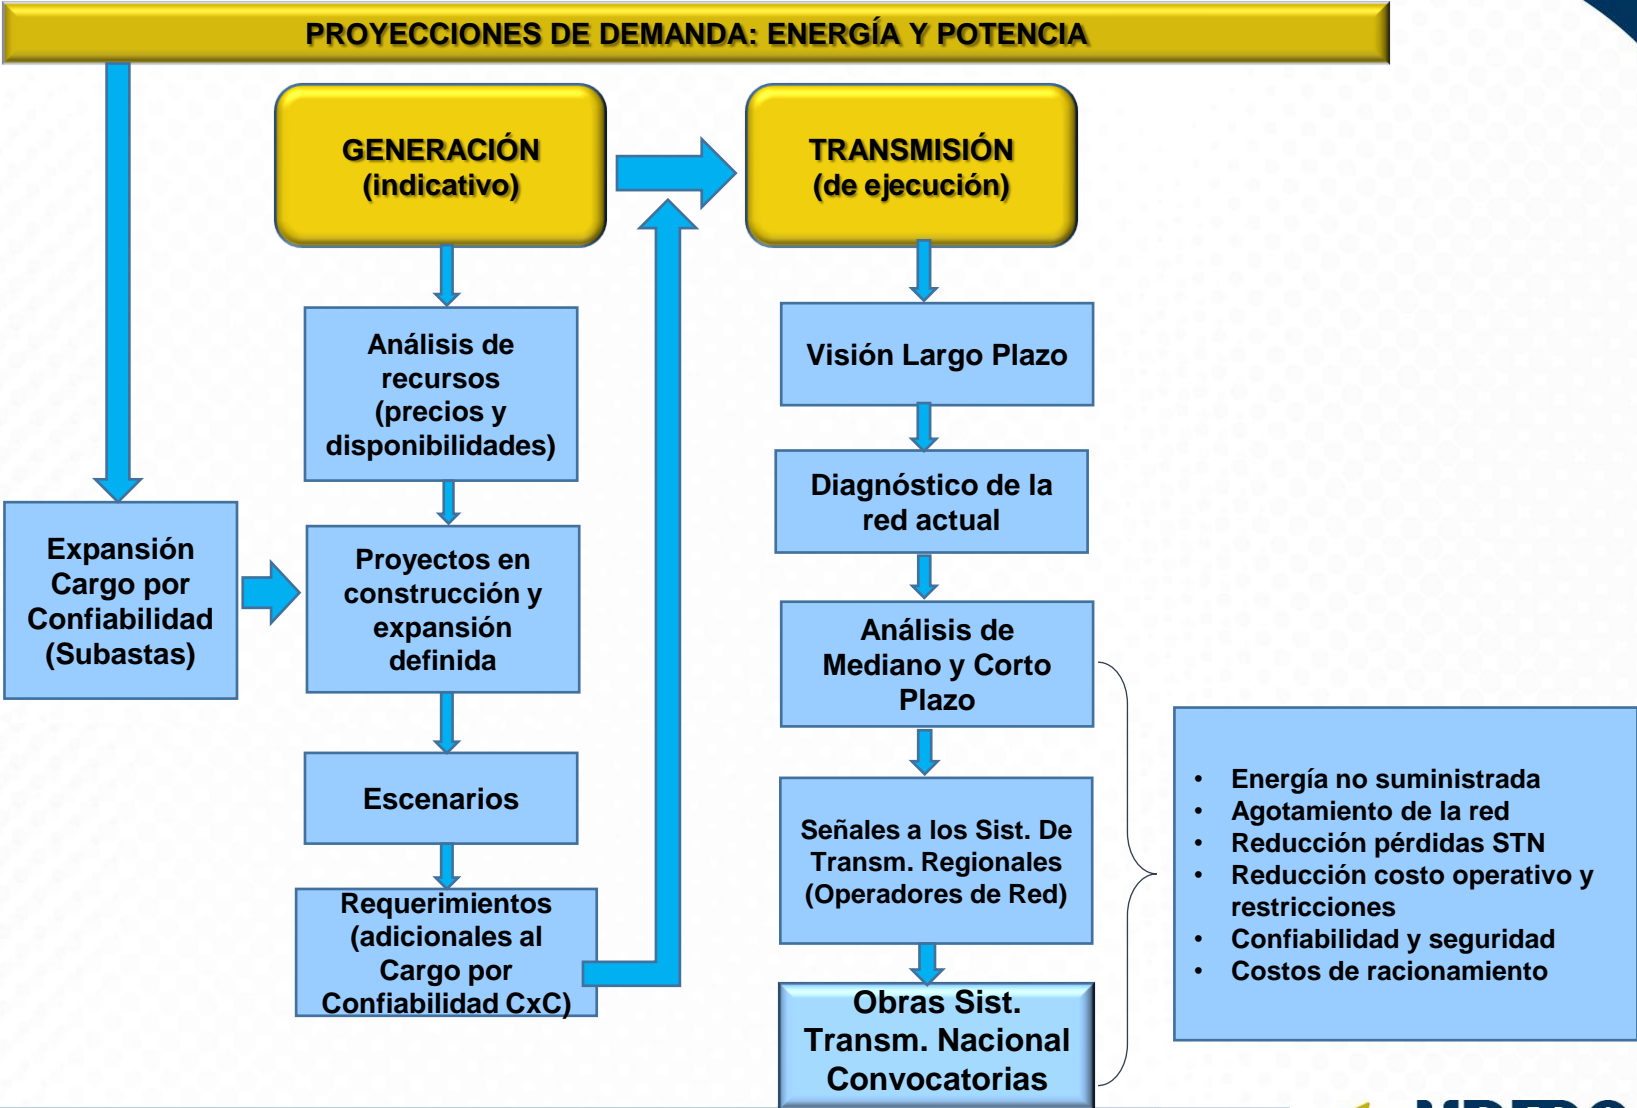 PROYECCIONES DE DEMANDA: ENERGÍA Y POTENCIA
GENERACIÓN
(indicativo)
TRANSMISIÓN
(de ejecución)
Análisis de
recursos
(precios y
disponibilidades)
Visión Largo Plazo
Diagnóstico de la
red actual
Expansión
Cargo por
Confiabilidad
(Subastas)
Proyectos en
construcción y
expansión
definida
Análisis de
Mediano y Corto
Plazo
Escenarios
Señales a los Sist. De
Transm. Regionales
(Operadores de Red)
Requerimientos
(adicionales al
Cargo por
Confiabilidad CxC)
Obras Sist.
Transm. Nacional
Convocatorias
• Energía no suministrada
• Agotamiento de la red
• Reducción pérdidas STN
• Reducción costo operativo y
restricciones
• Confiabilidad y seguridad
• Costos de racionamiento